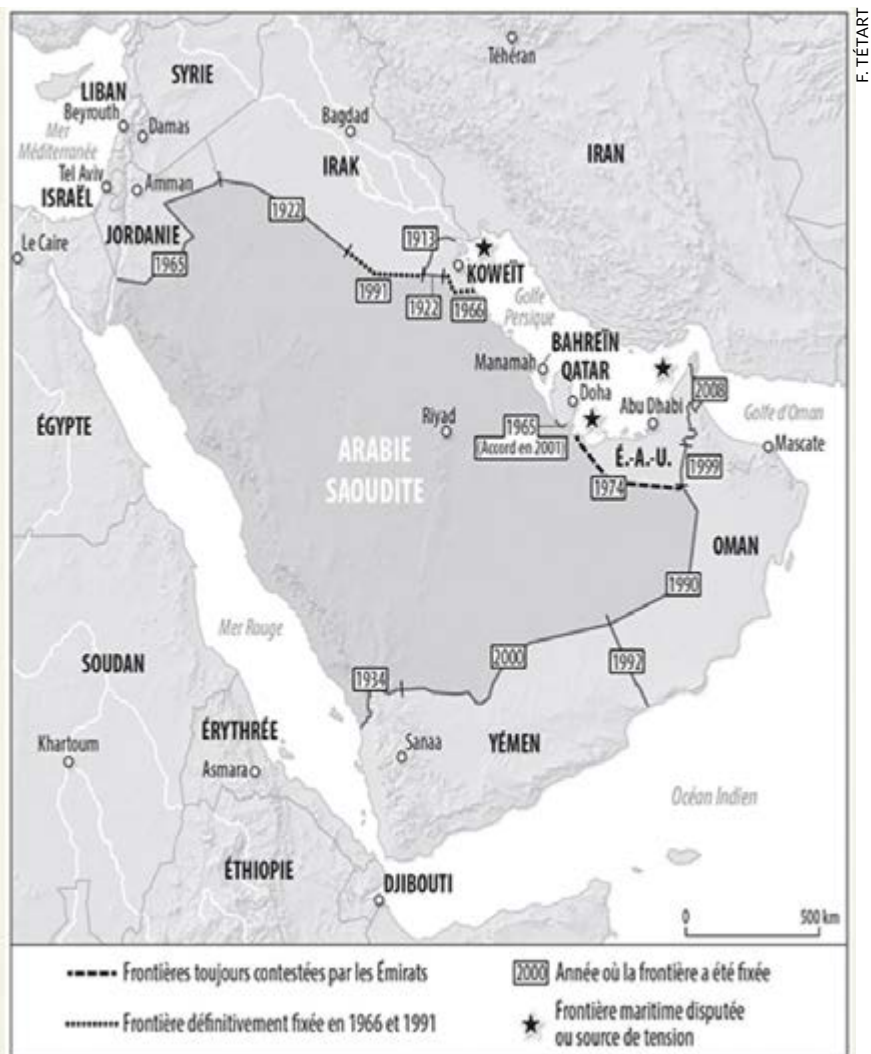 F. TÉTART
Téhéran
SYRIE
LIBAN
Beyrouth
Damas
Mer
Méditerranée
Bagdad
IRAK
IRAN
Tel Aviv
ISRAËL
Amman
Le Caire
JORDANIE
1965
1922
1913
KOWEÏT
1991
1922
1966
Golfe
Persique
BAHREÏN
Manamah
QATAR
Doha
Abu Dhabi
2008
Golfe d'Oman
Mascate
ÉGYPTE
Riyad
1965
(Accord en 2001)
É.-A.-U.
1999
ARABIE
SAOUDITE
1974
OMAN
1990
Mer Rouge
SOUDAN
1934
2000
1992
ÉRYTHRÉE
Khartoum
Asmara
Sanaa
YÉMEN
Océan Indien
ÉTHIOPIE
DJIBOUTI
0
500 km
Frontières toujours contestées par les Émirats
2000
Année où la frontière a été fixée
Frontière définitivement fixée en 1966 et 1991
Frontière maritime disputée
ou source de tension